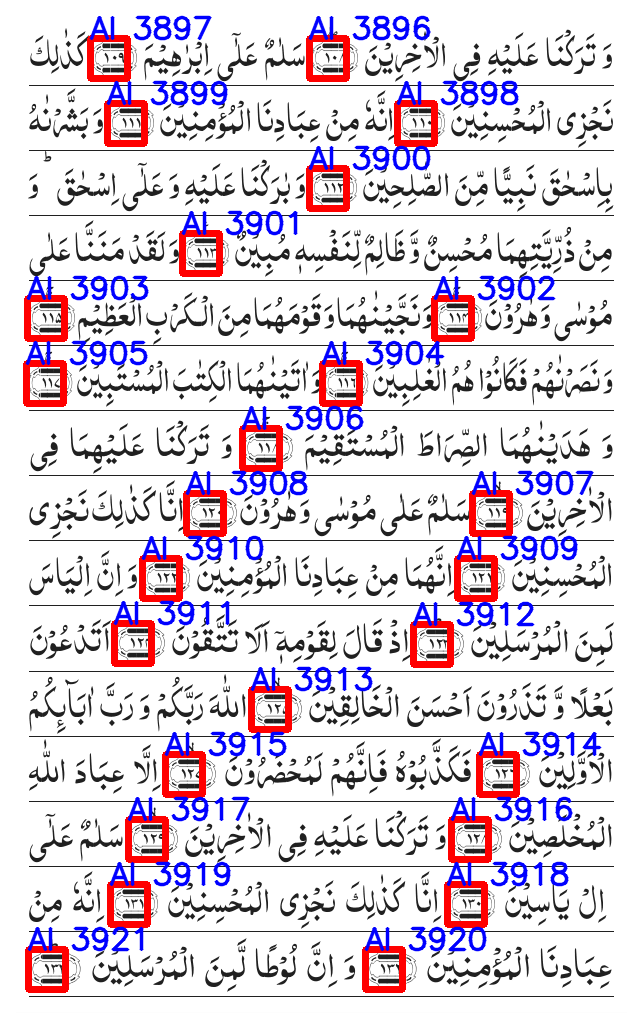 AI 3897 AI 3896
وَ تَرَكْنَا عَلَيْهِ فِى الْاٰخِرِيْنَ ١٠٨ سَلٰمٌ عَلٰٓى اِبْرٰهِيْمَ ١٠٩ كَذٰلِكَ
AI 3899 AI 3898
نَجْزِى الْمُحْسِنِيْنَ ١١٠ اِنَّهٗ مِنْ عِبَادِنَا الْمُؤْمِنِيْنَ ١١١ وَ بَشَّرْنٰهُ
AI 3900
بِاِسْحٰقَ نَبِيًّا مِّنَ الصّٰلِحِيْنَ ١١٢ وَ بٰرَكْنَا عَلَيْهِ وَ عَلٰٓى اِسْحٰقَ ؕ وَ
AI 3901
مِنْ ذُرِّيَّتِهِمَا مُحْسِنٌ وَّ ظَالِمٌ لِّنَفْسِهٖ مُبِيْنٌ ١١٣ وَ لَقَدْ مَنَنَّا عَلٰى
AI 3903 AI 3902
مُوْسٰى وَ هٰرُوْنَ ١١٤ وَ نَجَّيْنٰهُمَا وَ قَوْمَهُمَا مِنَ الْكَرْبِ الْعَظِيْمِ ١١٥
AI 3905 AI 3904
وَ نَصَرْنٰهُمْ فَكَانُوْا هُمُ الْغٰلِبِيْنَ ١١٦ وَ اٰتَيْنٰهُمَا الْكِتٰبَ الْمُسْتَبِيْنَ ١١٧
AI 3906
وَ هَدَيْنٰهُمَا الصِّرَاطَ الْمُسْتَقِيْمَ ١١٨ وَ تَرَكْنَا عَلَيْهِمَا فِى
AI 3908 AI 3907
الْاٰخِرِيْنَ ١١٩ سَلٰمٌ عَلٰى مُوْسٰى وَ هٰرُوْنَ ١٢٠ اِنَّا كَذٰلِكَ نَجْزِى
AI 3910 AI 3909
الْمُحْسِنِيْنَ ١٢١ اِنَّهُمَا مِنْ عِبَادِنَا الْمُؤْمِنِيْنَ ١٢٢ وَ اِنَّ اِلْيَاسَ
AI 3911 AI 3912
لَمِنَ الْمُرْسَلِيْنَ ١٢٣ اِذْ قَالَ لِقَوْمِهٖٓ اَلَا تَتَّقُوْنَ ١٢٤ اَتَدْعُوْنَ
AI 3913
بَعْلًا وَّ تَذَرُوْنَ اَحْسَنَ الْخَالِقِيْنَ ١٢٥ اللّٰهَ رَبَّكُمْ وَ رَبَّ اٰبَآىِٕكُمُ
AI 3915 AI 3914
الْاَوَّلِيْنَ ١٢٦ فَكَذَّبُوْهُ فَاِنَّهُمْ لَمُحْضَرُوْنَ ١٢٧ اِلَّا عِبَادَ اللّٰهِ
AI 3917 AI 3916
الْمُخْلَصِيْنَ ١٢٨ وَ تَرَكْنَا عَلَيْهِ فِى الْاٰخِرِيْنَ ١٢٩ سَلٰمٌ عَلٰٓى
AI 3919 AI 3918
اِلْ يَاسِيْنَ ١٣٠ اِنَّا كَذٰلِكَ نَجْزِى الْمُحْسِنِيْنَ ١٣١ اِنَّهٗ مِنْ
AI 3921 AI 3920
عِبَادِنَا الْمُؤْمِنِيْنَ ١٣٢ وَ اِنَّ لُوْطًا لَّمِنَ الْمُرْسَلِيْنَ ١٣٣